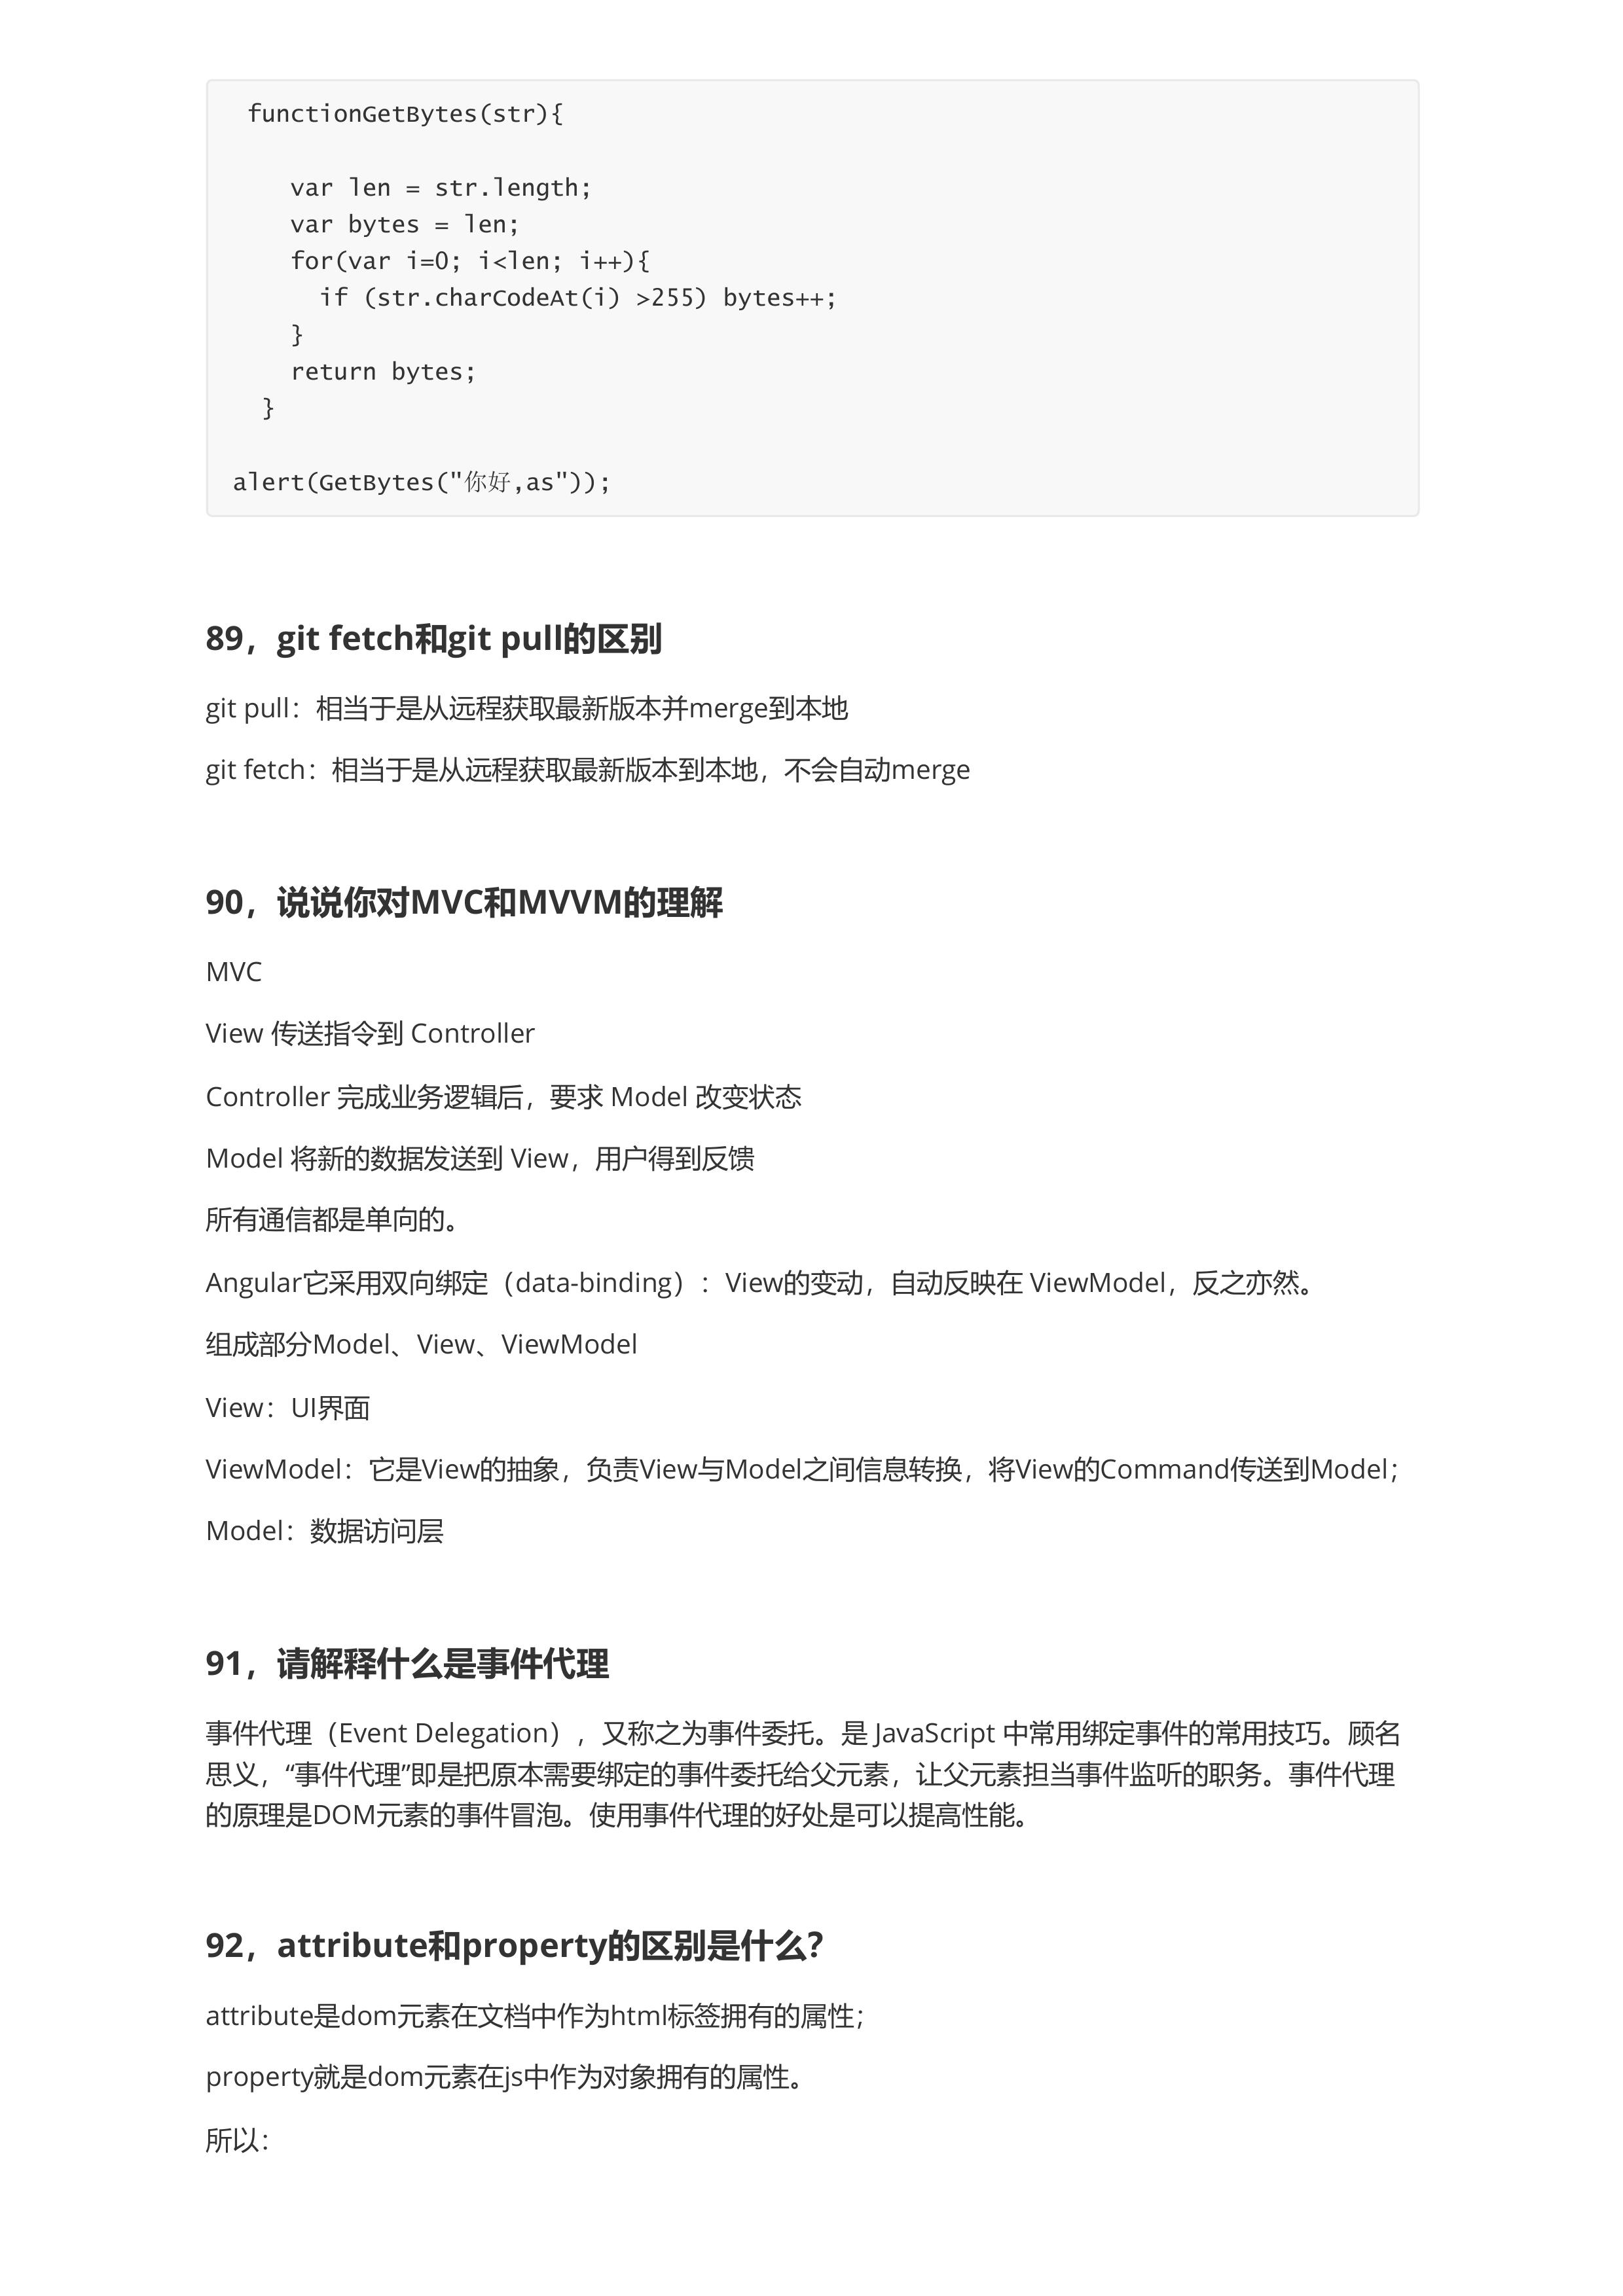 functionGetBytes(str){
var len = str.length;
var bytes = len;
for(var i=0; i<len; i++){
if (str.charCodeAt(i) >255) bytes++;
}
return bytes;
}
alert(GetBytes("你好,as"));
89，git fetch和git pull的区别
git pull：相当于是从远程获取最新版本并merge到本地
git fetch：相当于是从远程获取最新版本到本地，不会自动merge
90，说说你对MVC和MVVM的理解
MVC
View 传送指令到 Controller
Controller 完成业务逻辑后，要求 Model 改变状态
Model 将新的数据发送到 View，用户得到反馈
所有通信都是单向的。
Angular它采用双向绑定（data-binding）：View的变动，自动反映在 ViewModel，反之亦然。
组成部分Model、View、ViewModel
View：UI界面
ViewModel：它是View的抽象，负责View与Model之间信息转换，将View的Command传送到Model；
Model：数据访问层
91，请解释什么是事件代理
事件代理（Event Delegation），又称之为事件委托。是 JavaScript 中常用绑定事件的常用技巧。顾名
思义，“事件代理”即是把原本需要绑定的事件委托给父元素，让父元素担当事件监听的职务。事件代理
的原理是DOM元素的事件冒泡。使用事件代理的好处是可以提高性能。
92，attribute和property的区别是什么？
attribute是dom元素在文档中作为html标签拥有的属性；
property就是dom元素在js中作为对象拥有的属性。
所以：